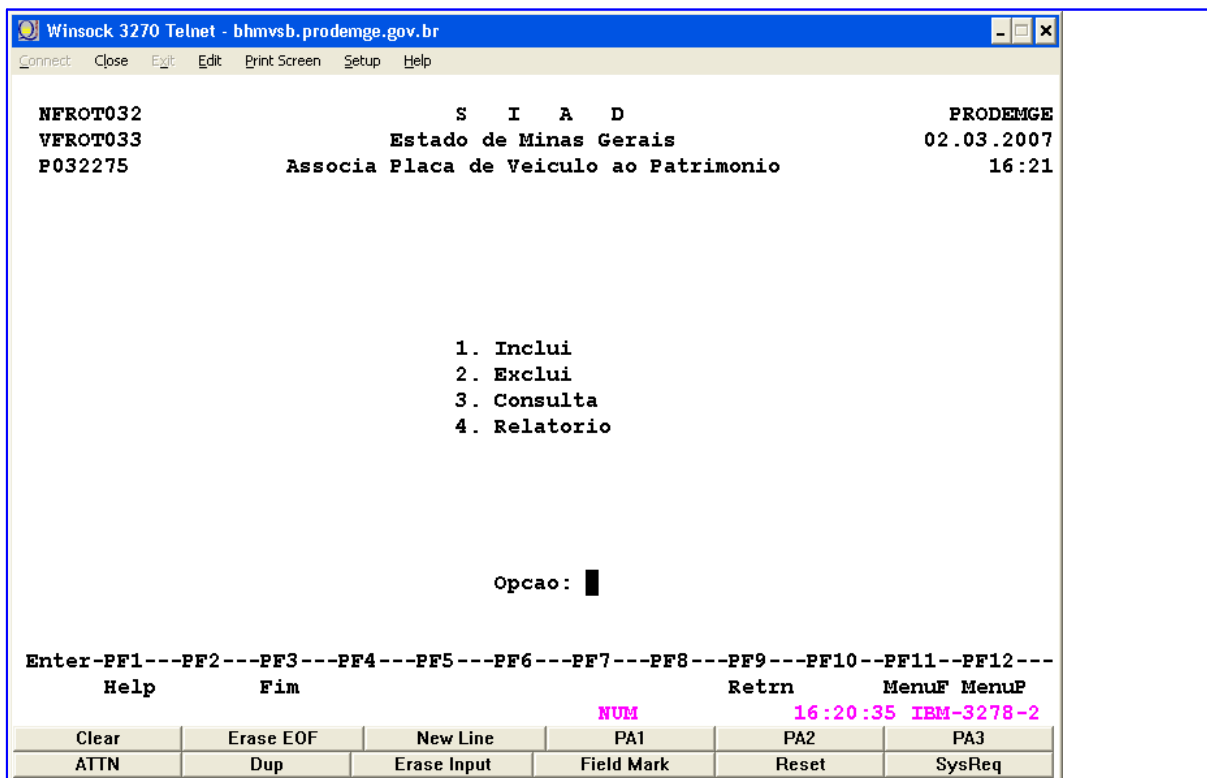 Winsock 3270 Telnet - bhmvsb.prodemge.gov.br
Connect Close Exit Edit Print Screen Setup Help
NFROT032 S I A D PRODEMGE
VFROT033 Estado de Minas Gerais 02.03.2007
P032275 Associa Placa de Veiculo ao Patrimonio 16:21
1. Inclui
2. Exclui
3. Consulta
4. Relatorio
Opcao:
Enter-PF1---PF2---PF3---PF4---PF5---PF6---PF7---PF8---PF9---PF10--PF11--PF12---
Help Fim Retrn MenuF MenuP
NUM 16:20:35 IBM-3278-2
Clear Erase EOF New Line PA1 PA2 PA3
ATTN Dup Erase Input Field Mark Reset SysReq